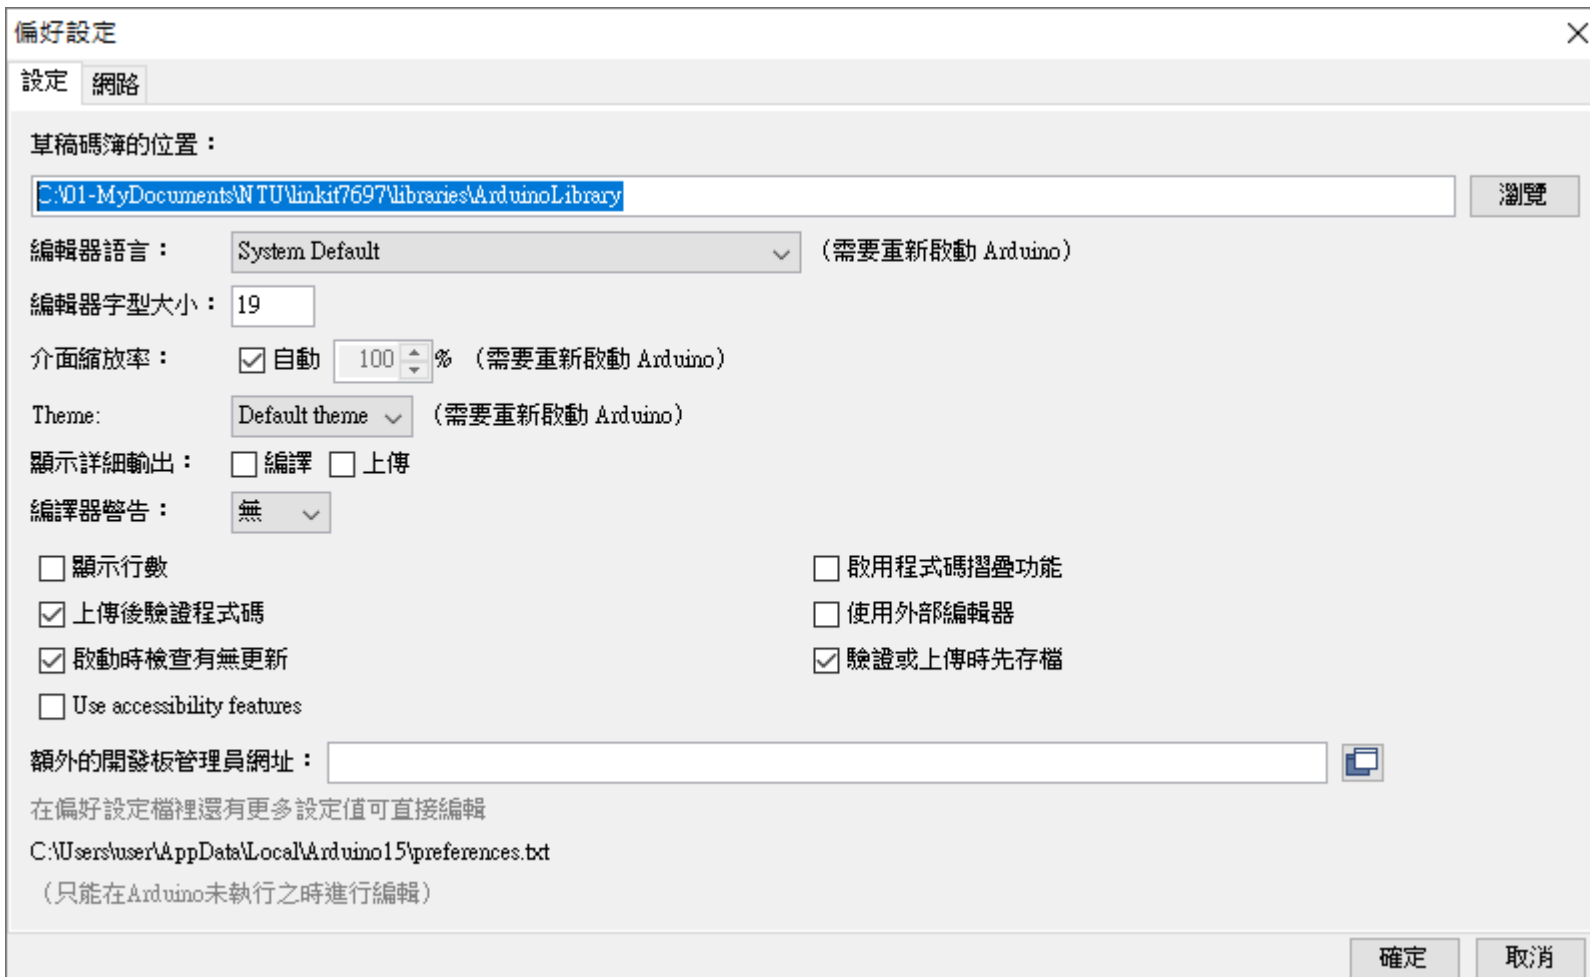 偏好設定
設定 網路
草稿碼簿的位置：
C:\01-MyDocuments\NTU\linkit7697\libraries\ArduinoLibrary 瀏覽
編輯器語言： System Default （需要重新啟動 Arduino）
編輯器字型大小： 19
介面縮放率： 自動 100 % （需要重新啟動 Arduino）
Theme: Default theme （需要重新啟動 Arduino）
顯示詳細輸出： 編譯 上傳
編譯器警告： 無
顯示行數 啟用程式碼摺疊功能
上傳後驗證程式碼 使用外部編輯器
啟動時檢查有無更新 驗證或上傳時先存檔
Use accessibility features
額外的開發板管理員網址：
在偏好設定檔裡還有更多設定值可直接編輯
C:\Users\user\AppData\Local\Arduino15\preferences.txt
（只能在Arduino未執行之時進行編輯）
確定 取消